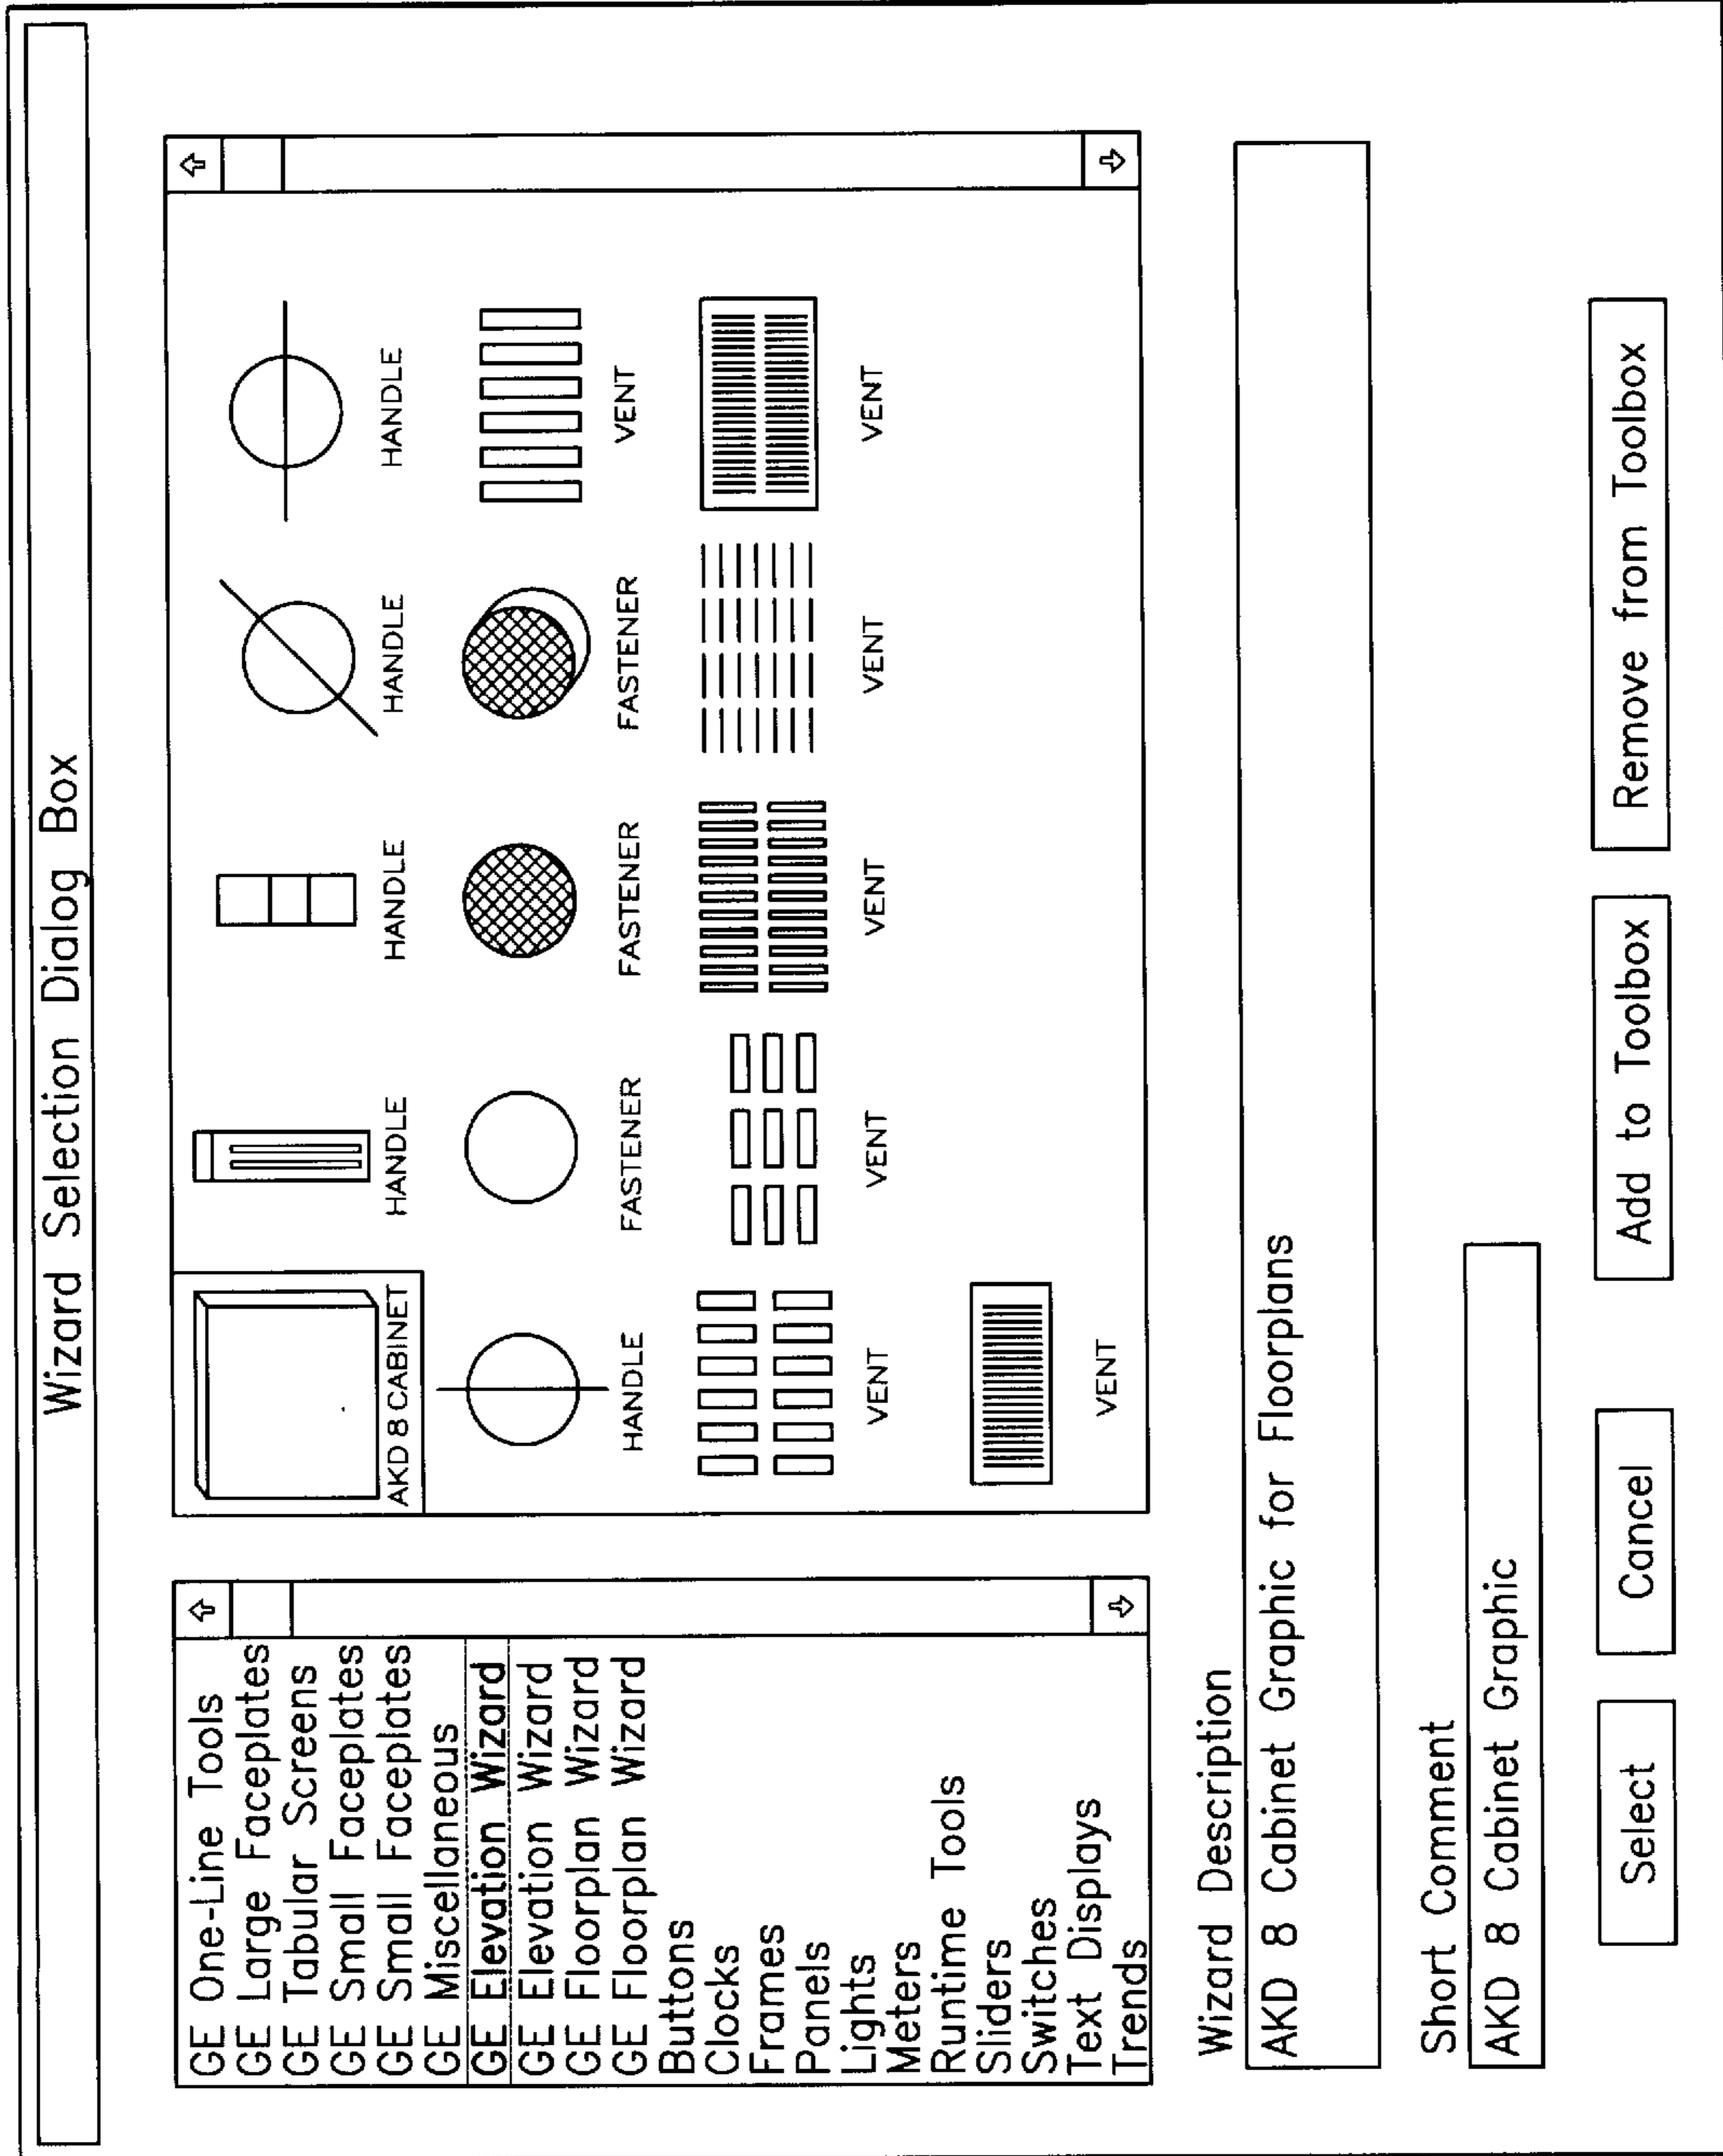 Wizard Selection Dialog Box
GE One-Line Tools
GE Large Faceplates
GE Tabular Screens
GE Small Faceplates
GE Small Faceplates
GE Miscellaneous
GE Elevation Wizard
GE Elevation Wizard
GE Floorplan Wizard
GE Floorplan Wizard
Buttons
Clocks
Frames
Panels
Lights
Meters
Runtime Tools
Sliders
Switches
Text Displays
Trends
AKD 8 CABINET HANDLE HANDLE HANDLE HANDLE
HANDLE FASTENER FASTENER FASTENER VENT
VENT VENT VENT VENT VENT
VENT
Wizard Description
AKD 8 Cabinet Graphic for Floorplans
Short Comment
AKD 8 Cabinet Graphic
Select Cancel Add to Toolbox Remove from Toolbox